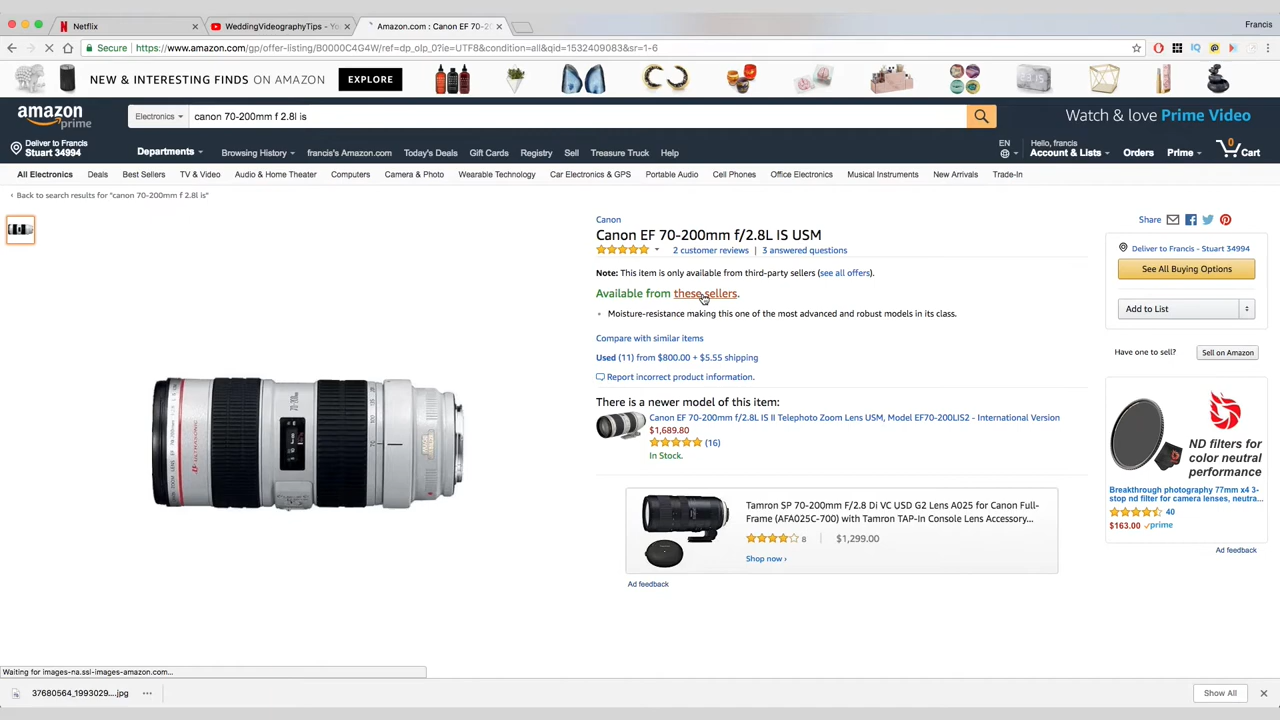 Francis
Netflix
WeddingVideographyTips - Yo
Amazon.com : Canon EF 70-20
Secure
https://www.amazon.com/gp/offer-listing/B0000C4G4W/ref=dp_olp_0?ie=UTF8&condition=all&qid=1532409083&sr=1-6
NEW & INTERESTING FINDS ON AMAZON
EXPLORE
amazon
prime
Electronics
canon 70-200mm f 2.8l is
Watch & love Prime Video
Deliver to Francis
Stuart 34994
Departments
Browsing History
francis's Amazon.com
Today's Deals
Gift Cards
Registry
Sell
Treasure Truck
Help
EN
Hello, francis
Account & Lists
Orders
Prime
0
Cart
All Electronics
Deals
Best Sellers
TV & Video
Audio & Home Theater
Computers
Camera & Photo
Wearable Technology
Car Electronics & GPS
Portable Audio
Cell Phones
Office Electronics
Musical Instruments
New Arrivals
Trade-In
‹ Back to search results for "canon 70-200mm f 2.8l is"
Canon
Canon EF 70-200mm f/2.8L IS USM
2 customer reviews | 3 answered questions
Note: This item is only available from third-party sellers (see all offers).
Available from these sellers.
• Moisture-resistance making this one of the most advanced and robust models in its class.
Compare with similar items
Used (11) from $800.00 + $5.55 shipping
Report incorrect product information.
There is a newer model of this item:
Canon EF 70-200mm f/2.8L IS II Telephoto Zoom Lens USM, Model EF70-200LIS2 - International Version
$1,689.80
(16)
In Stock.
Tamron SP 70-200mm F/2.8 Di VC USD G2 Lens A025 for Canon Full-
Frame (AFA025C-700) with Tamron TAP-In Console Lens Accessory...
8
$1,299.00
Shop now ›
Ad feedback
Share
Deliver to Francis - Stuart 34994
See All Buying Options
Add to List
Have one to sell?
Sell on Amazon
ND filters for
color neutral
performance
Breakthrough photography 77mm x4 3-
stop nd filter for camera lenses, neutra...
40
$163.00 prime
Ad feedback
Waiting for images-na.ssl-images-amazon.com...
37680564_1993029....jpg
Show All